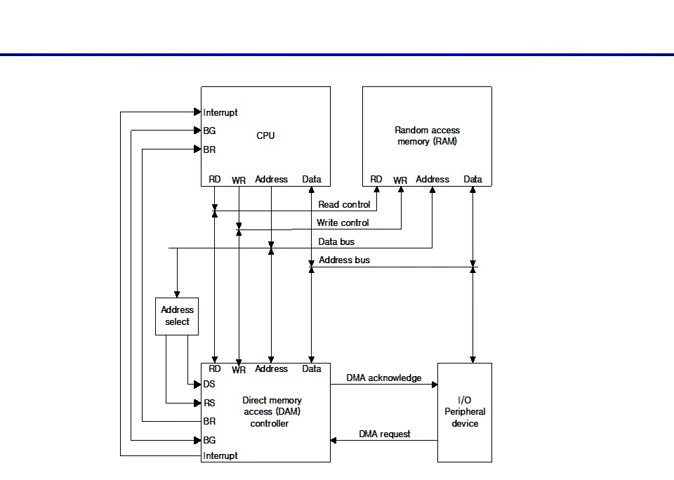 Interrupt
BG
BR
CPU
RD WR Address Data
Random access
memory (RAM)
RD WR Address Data
Read control
Write control
Data bus
Address bus
Address
select
RD WR Address Data
DS
RS
BR
BG
Interrupt
Direct memory
access (DAM)
controller
DMA acknowledge
DMA request
I/O
Peripheral
device